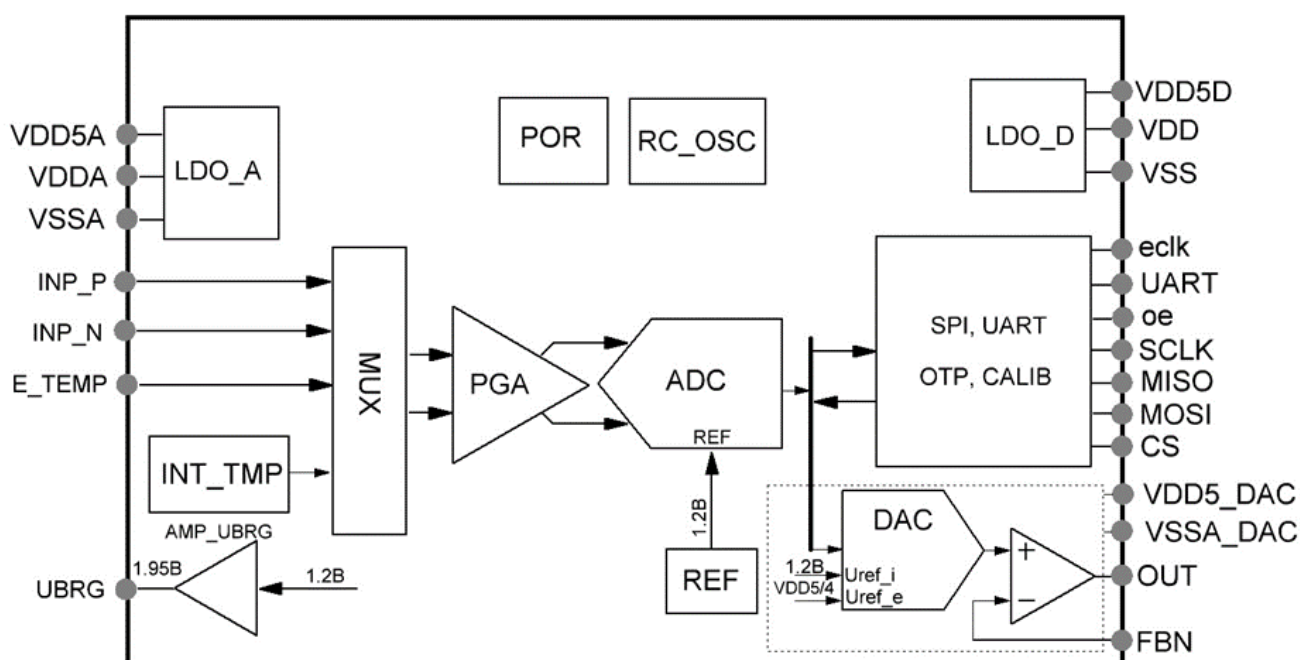 VDD5A
VDDA
VSSA
LDO_A
POR
RC_OSC
LDO_D
VDD5D
VDD
VSS
INP_P
INP_N
E_TEMP
MUX
PGA
ADC
REF
SPI, UART
OTP, CALIB
eclk
UART
oe
SCLK
MISO
MOSI
CS
INT_TMP
AMP_UBRG
1.95B
1.2B
UBRG
1.2B
REF
DAC
1.2B
Uref_i
VDD5/4
Uref_e
+
−
VDD5_DAC
VSSA_DAC
OUT
FBN